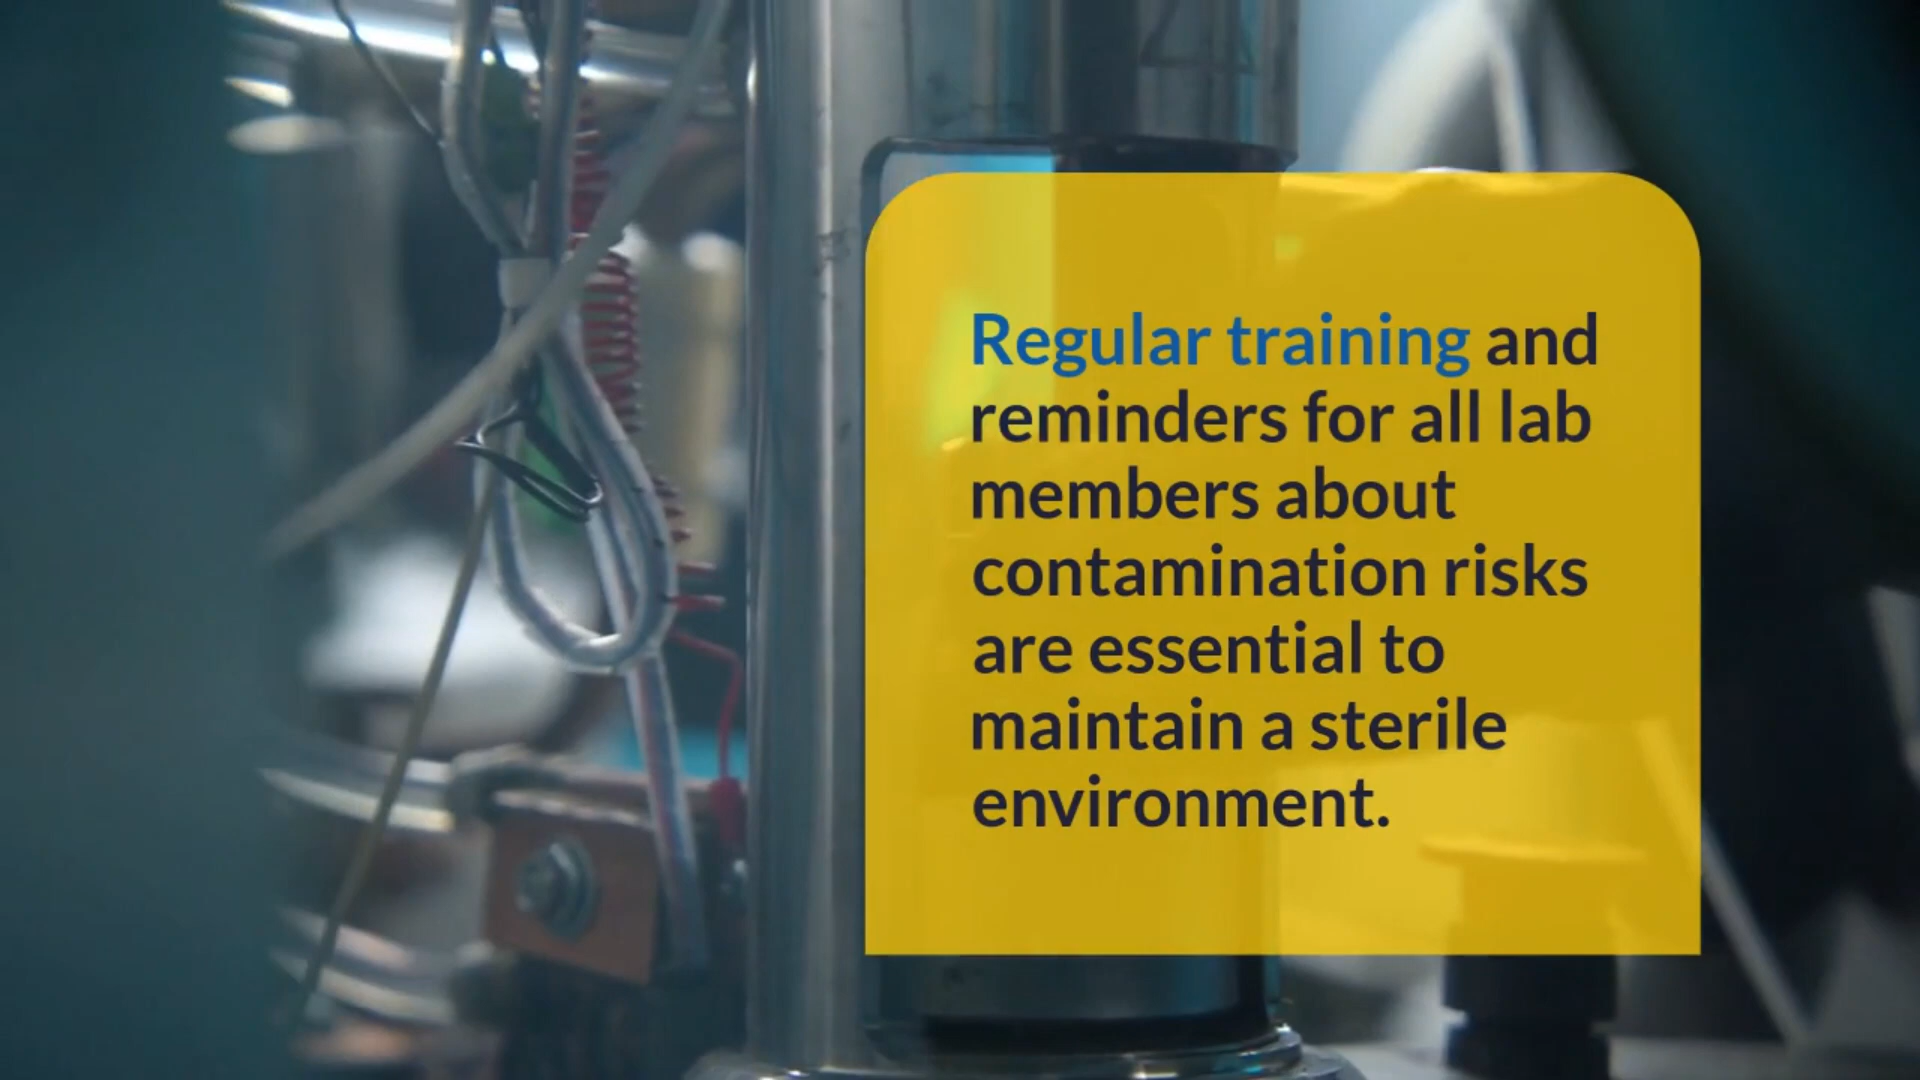 Regular training and
reminders for all lab
members about
contamination risks
are essential to
maintain a sterile
environment.